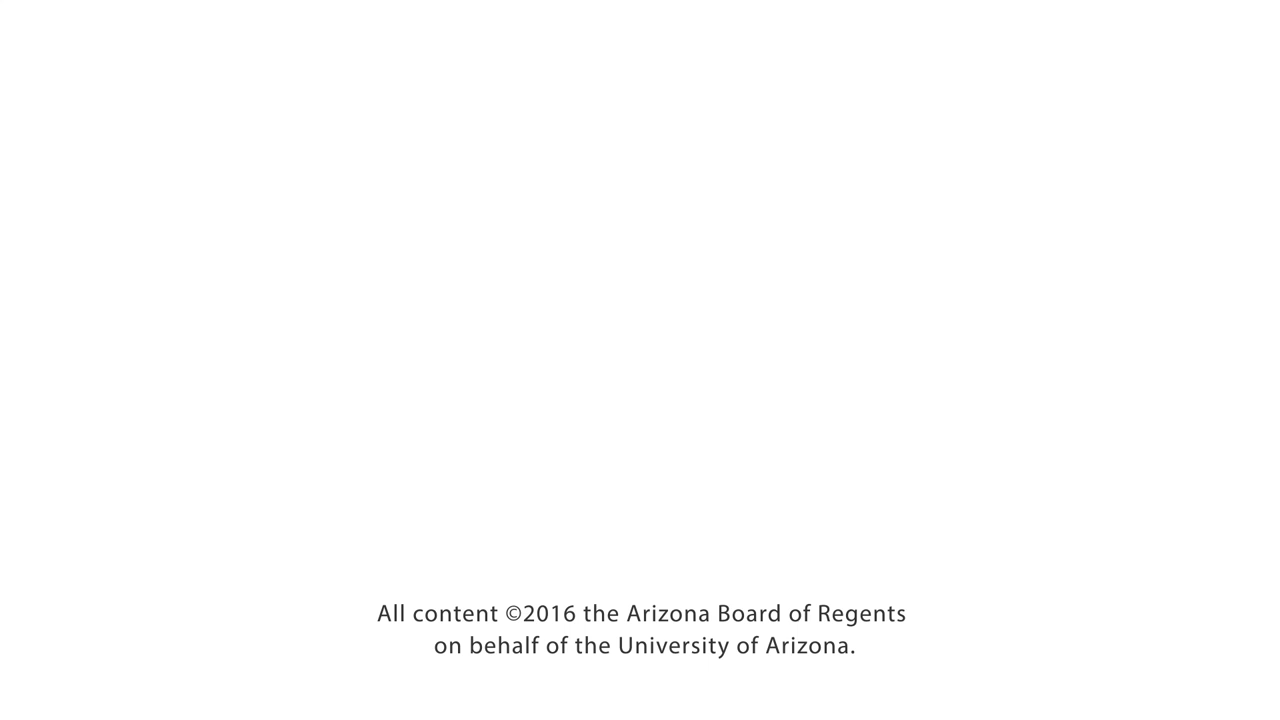 All content ©2016 the Arizona Board of Regents
on behalf of the University of Arizona.